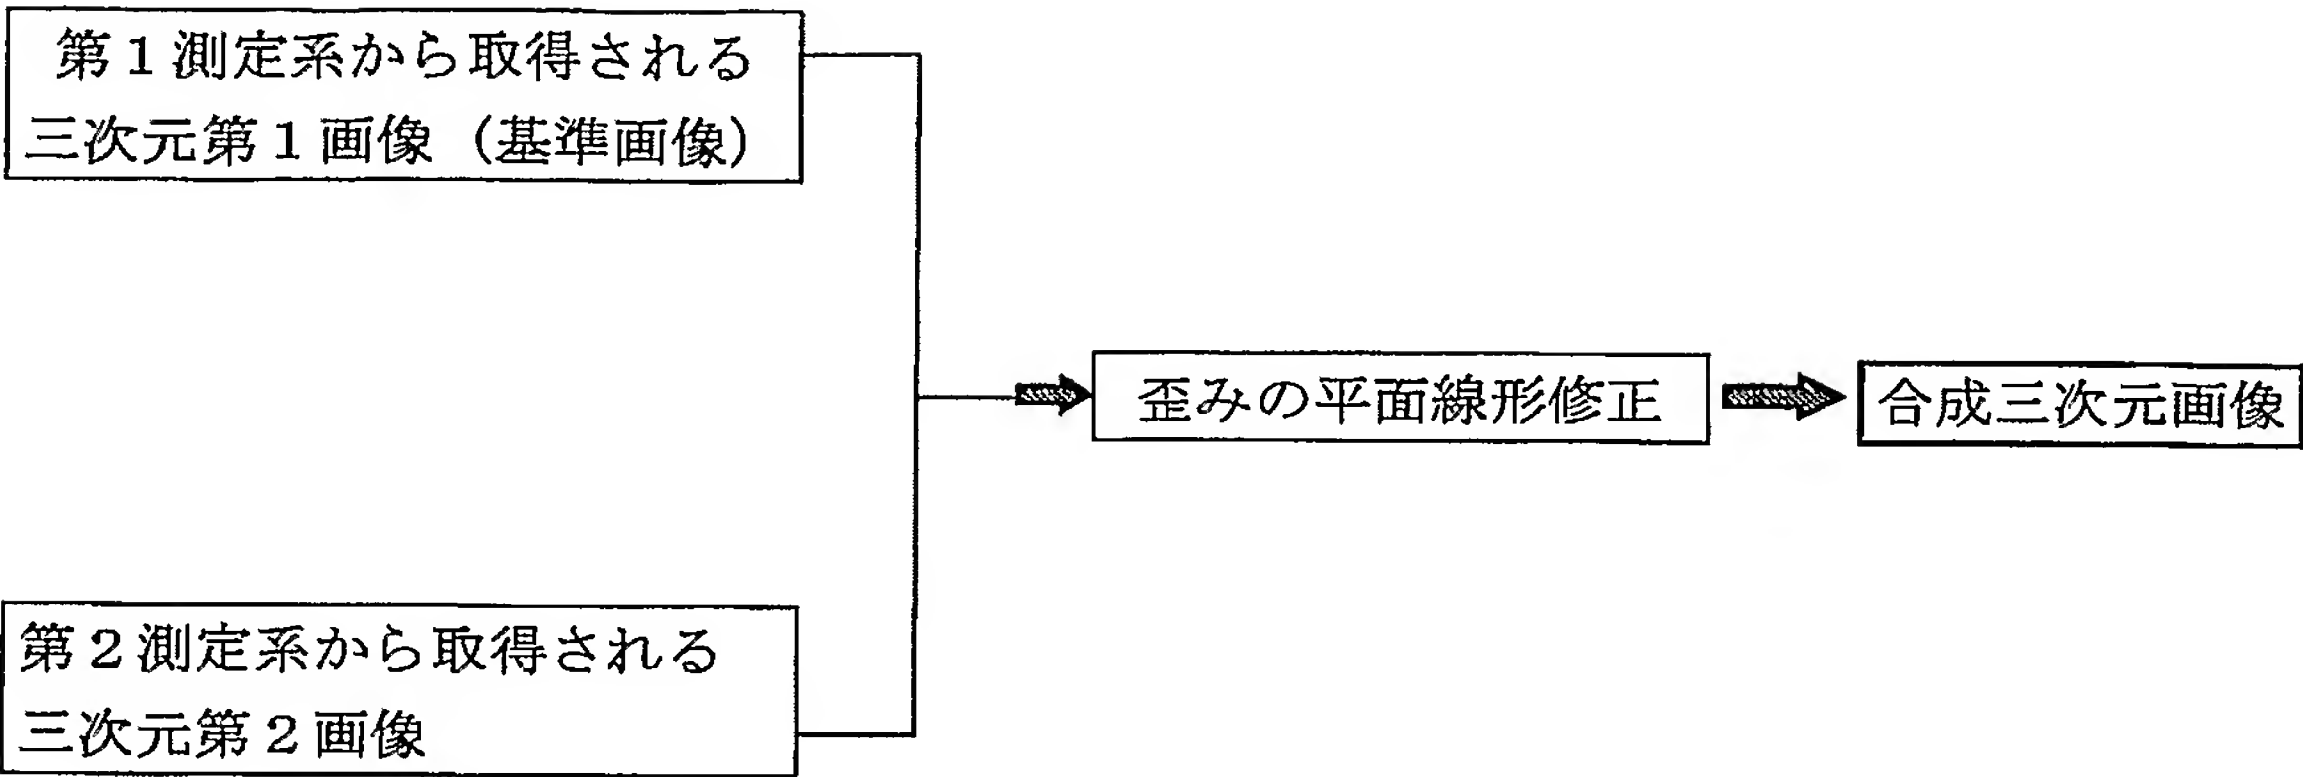 第1測定系から取得される
三次元第1画像（基準画像）
歪みの平面線形修正
合成三次元画像
第2測定系から取得される
三次元第2画像